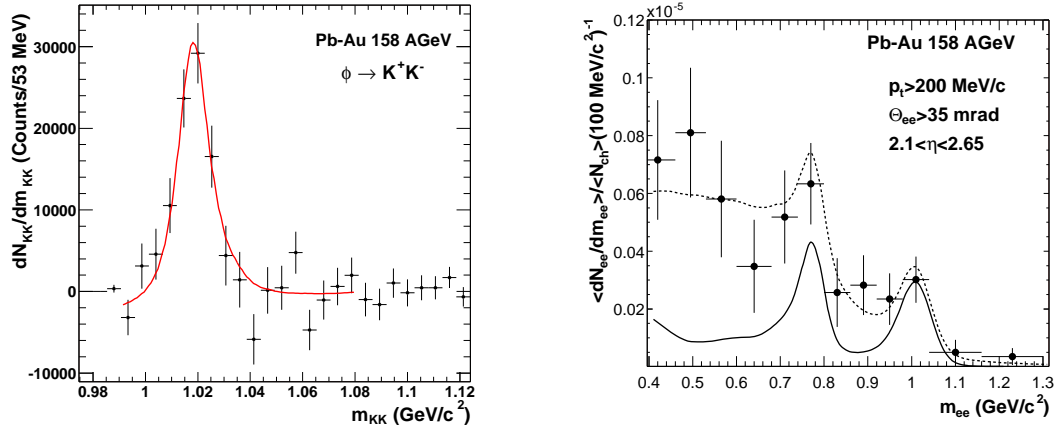 dN_KK/dm_KK (Counts/53 MeV)
30000
20000
10000
0
-10000
Pb-Au 158 AGeV
ϕ → K⁺K⁻
0.98 1 1.02 1.04 1.06 1.08 1.1 1.12
m_KK (GeV/c²)
<dN_ee/dm_ee>/<N_ch>(100 MeV/c²)⁻¹
×10⁻⁵
0.12
0.1
0.08
0.06
0.04
0.02
Pb-Au 158 AGeV
p_t>200 MeV/c
Θ_ee>35 mrad
2.1<η<2.65
0.4 0.5 0.6 0.7 0.8 0.9 1 1.1 1.2 1.3
m_ee (GeV/c²)